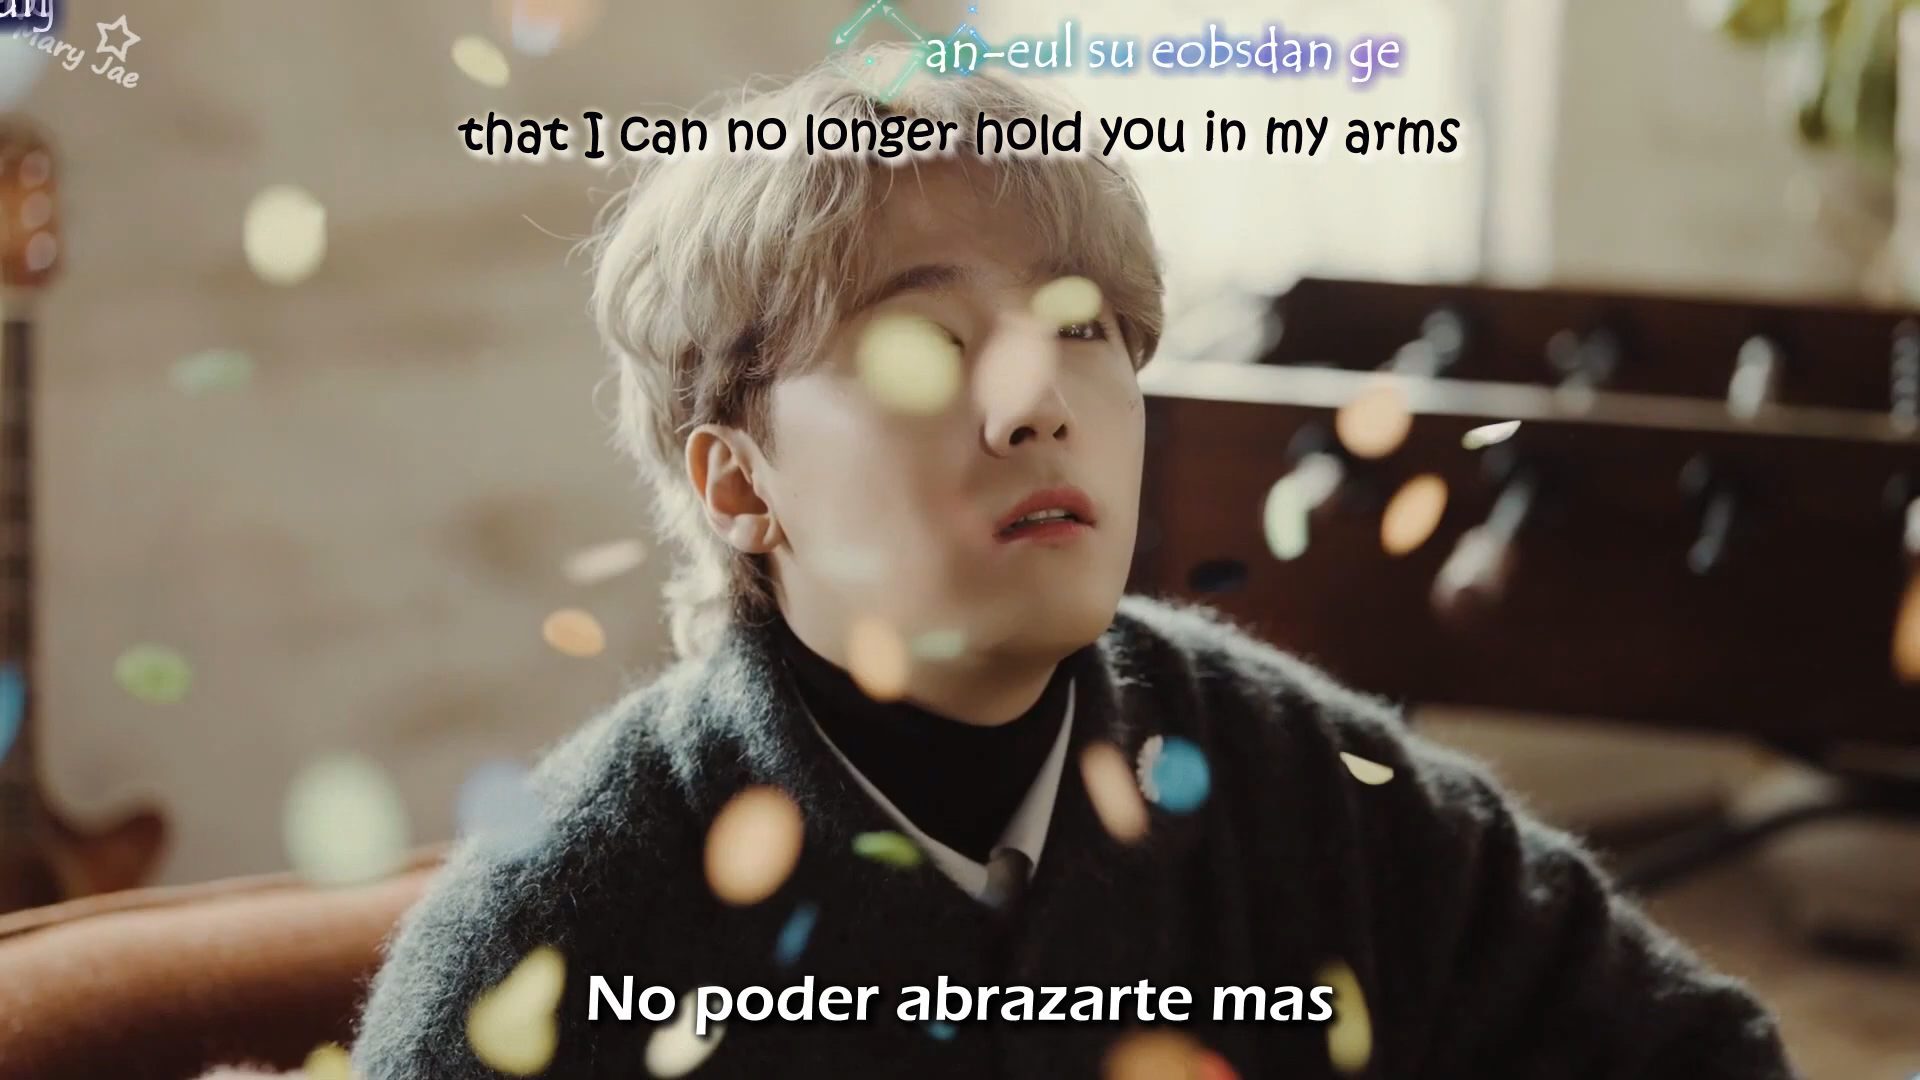 Mary Jae
an-eul su eobsdan ge
that I can no longer hold you in my arms
No poder abrazarte mas